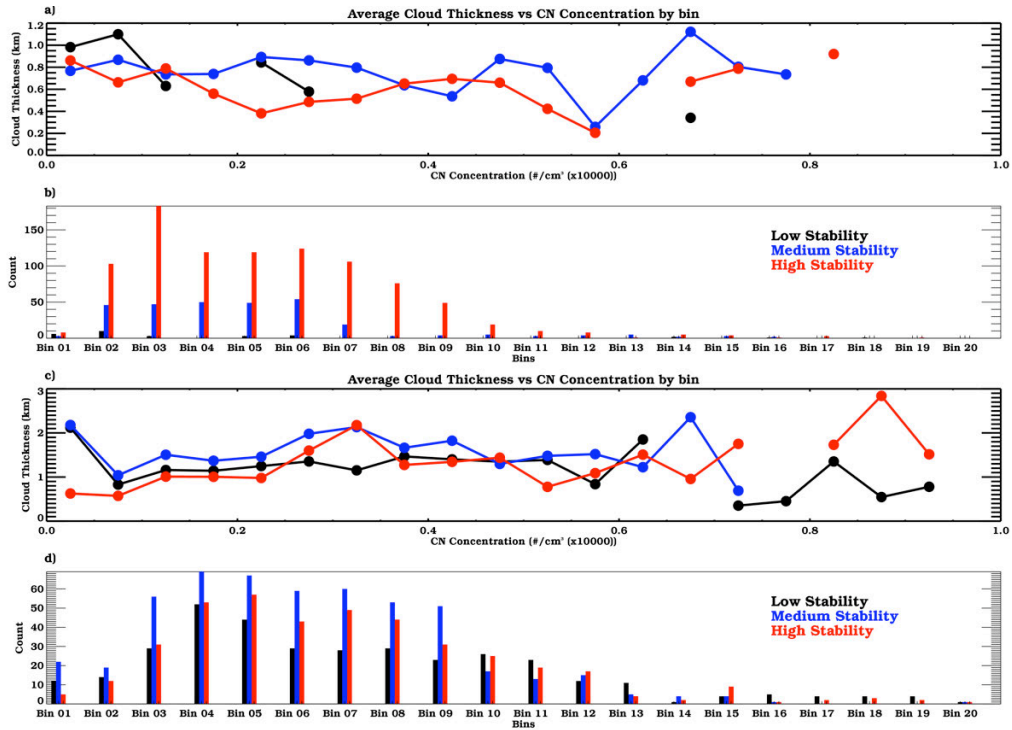 a) Average Cloud Thickness vs CN Concentration by bin
Cloud Thickness (km)
1.2
1.0
0.8
0.6
0.4
0.2
0.0
0.0 0.2 0.4 0.6 0.8 1.0
CN Concentration (#/cm³ (x10000))
b)
Count
150
100
50
0
Low Stability
Medium Stability
High Stability
Bin 01 Bin 02 Bin 03 Bin 04 Bin 05 Bin 06 Bin 07 Bin 08 Bin 09 Bin 10 Bin 11 Bin 12 Bin 13 Bin 14 Bin 15 Bin 16 Bin 17 Bin 18 Bin 19 Bin 20
Bins
c) Average Cloud Thickness vs CN Concentration by bin
Cloud Thickness (km)
3
2
1
0
0.0 0.2 0.4 0.6 0.8 1.0
CN Concentration (#/cm³ (x10000))
d)
Count
60
50
40
30
20
10
0
Low Stability
Medium Stability
High Stability
Bin 01 Bin 02 Bin 03 Bin 04 Bin 05 Bin 06 Bin 07 Bin 08 Bin 09 Bin 10 Bin 11 Bin 12 Bin 13 Bin 14 Bin 15 Bin 16 Bin 17 Bin 18 Bin 19 Bin 20
Bins